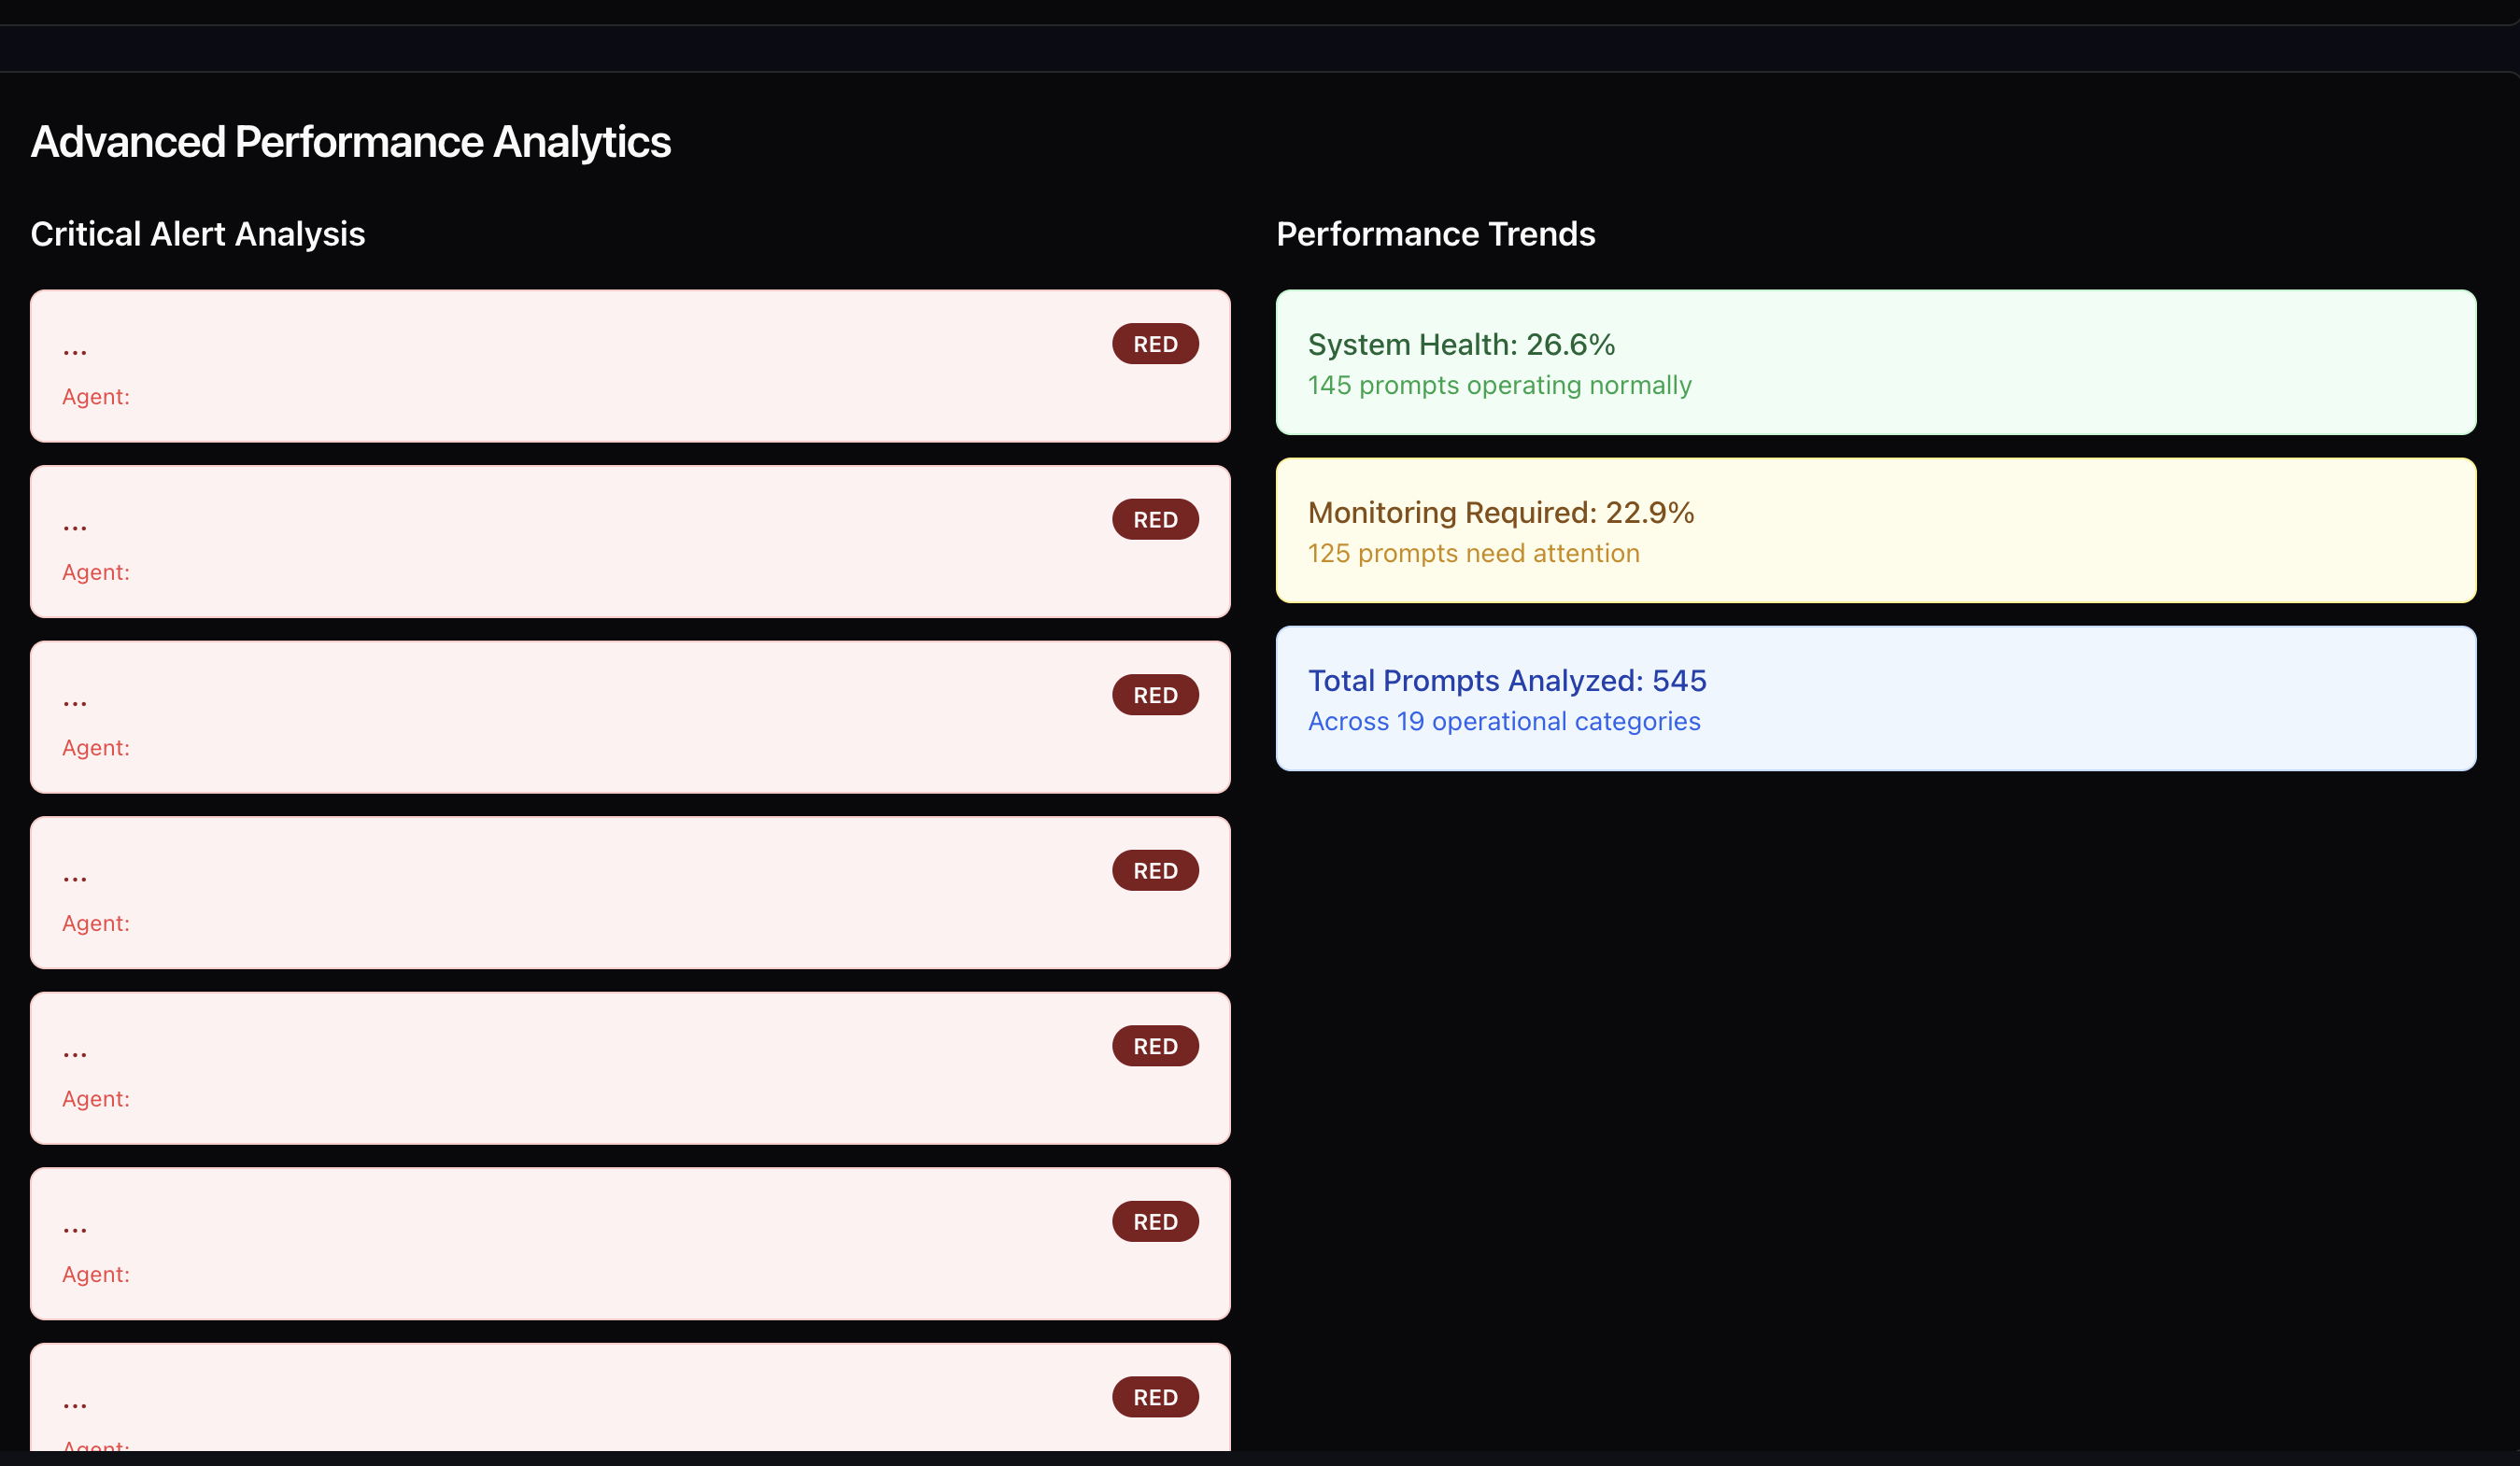 Advanced Performance Analytics
Critical Alert Analysis
...
RED
Agent:
...
RED
Agent:
...
RED
Agent:
...
RED
Agent:
...
RED
Agent:
...
RED
Agent:
...
RED
Agent:
Performance Trends
System Health: 26.6%
145 prompts operating normally
Monitoring Required: 22.9%
125 prompts need attention
Total Prompts Analyzed: 545
Across 19 operational categories